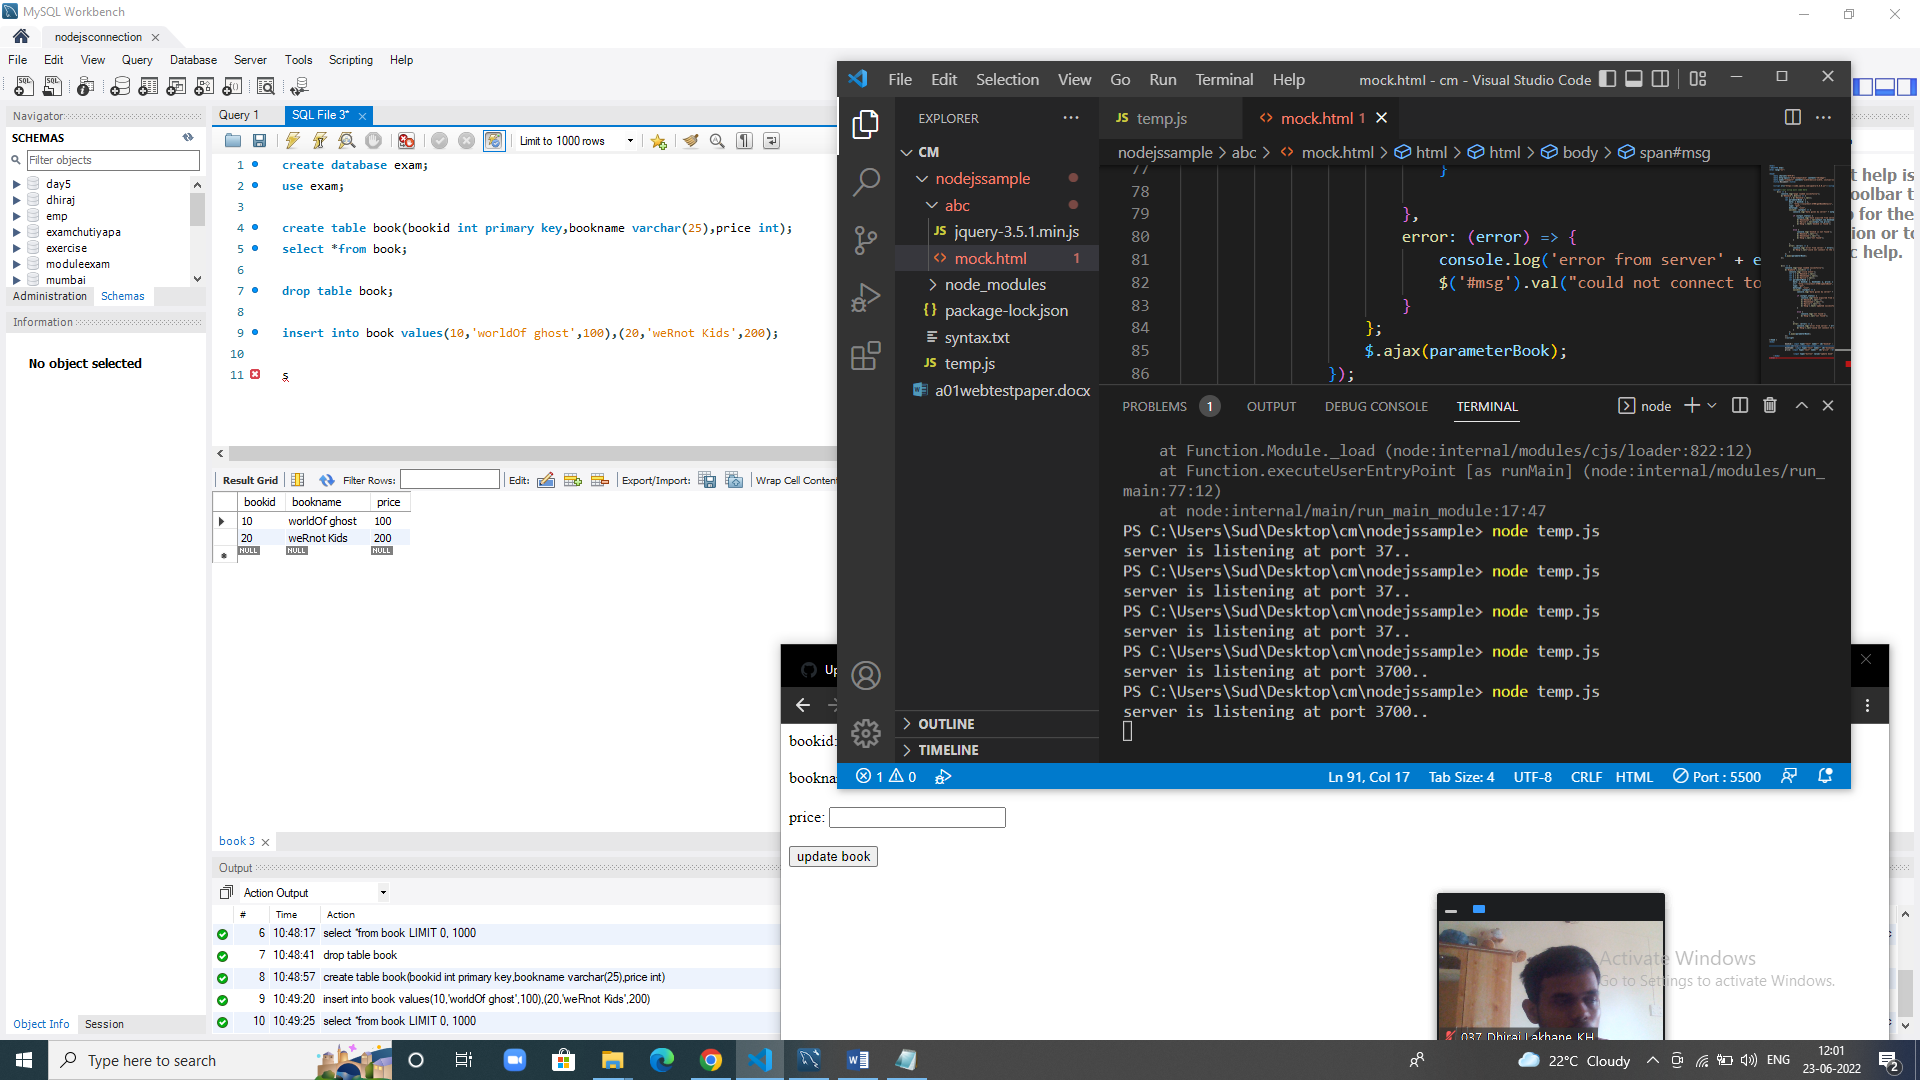 MySQL Workbench
nodejsconnection
File Edit View Query Database Server Tools Scripting Help
Navigator
SCHEMAS
Filter objects
day5
dhiraj
emp
examchutiyapa
exercise
moduleexam
mumbai
Administration Schemas
Information
No object selected
Object Info Session
Query 1 SQL File 3*
Limit to 1000 rows
1 create database exam;
2 use exam;
3
4 create table book(bookid int primary key,bookname varchar(25),price int);
5 select *from book;
6
7 drop table book;
8
9 insert into book values(10,'worldOf ghost',100),(20,'weRnot Kids',200);
10
11 s
Result Grid Filter Rows: Edit: Export/Import: Wrap Cell Conten
bookid bookname price
10 worldOf ghost 100
20 weRnot Kids 200
NULL NULL NULL
book 3
Output
Action Output
# Time Action
6 10:48:17 select *from book LIMIT 0, 1000
7 10:48:41 drop table book
8 10:48:57 create table book(bookid int primary key,bookname varchar(25),price int)
9 10:49:20 insert into book values(10,'worldOf ghost',100),(20,'weRnot Kids',200)
10 10:49:25 select *from book LIMIT 0, 1000
File Edit Selection View Go Run Terminal Help mock.html - cm - Visual Studio Code
EXPLORER
CM
nodejssample
abc
JS jquery-3.5.1.min.js
mock.html 1
node_modules
package-lock.json
syntax.txt
JS temp.js
a01webtestpaper.docx
OUTLINE
TIMELINE
JS temp.js mock.html 1
nodejssample > abc > mock.html > html > html > body > span#msg
77 }
78
79 },
80 error: (error) => {
81 console.log('error from server' + e
82 $('#msg').val("could not connect to
83 }
84 };
85 $.ajax(parameterBook);
86 });
PROBLEMS 1 OUTPUT DEBUG CONSOLE TERMINAL node
at Function.Module._load (node:internal/modules/cjs/loader:822:12)
at Function.executeUserEntryPoint [as runMain] (node:internal/modules/run_
main:77:12)
at node:internal/main/run_main_module:17:47
PS C:\Users\Sud\Desktop\cm\nodejssample> node temp.js
server is listening at port 37..
PS C:\Users\Sud\Desktop\cm\nodejssample> node temp.js
server is listening at port 37..
PS C:\Users\Sud\Desktop\cm\nodejssample> node temp.js
server is listening at port 37..
PS C:\Users\Sud\Desktop\cm\nodejssample> node temp.js
server is listening at port 3700..
PS C:\Users\Sud\Desktop\cm\nodejssample> node temp.js
server is listening at port 3700..
1 0 Ln 91, Col 17 Tab Size: 4 UTF-8 CRLF HTML Port : 5500
t help is
oolbar t
for the
ion or to
c help.
Up
bookid:
bookna
price:
update book
037_Dhiraj Lakhane_KH
Activate Windows
Go to Settings to activate Windows.
Type here to search
22°C Cloudy ENG
12:01
23-06-2022
2